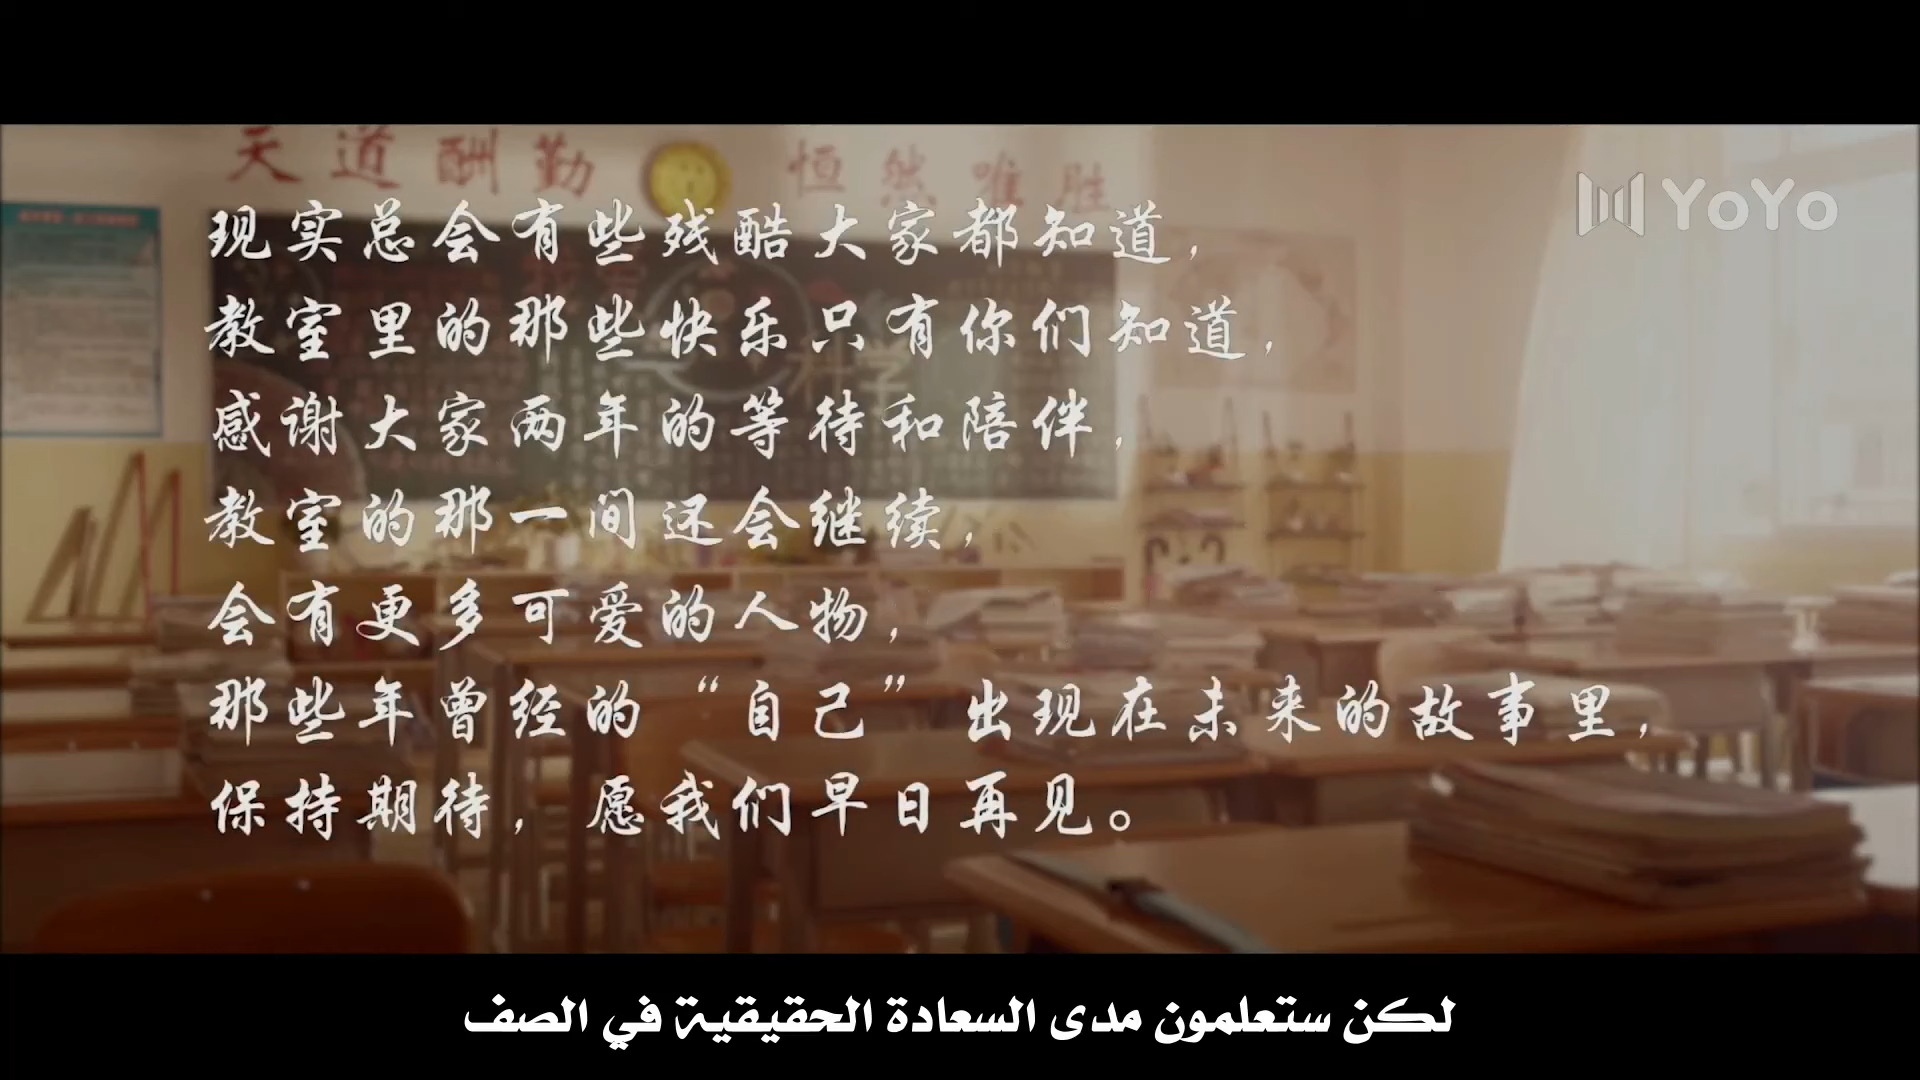 天道酬勤 恒然唯胜
YoYo
现实总会有些残酷大家都知道，
教室里的那些快乐只有你们知道，
感谢大家两年的等待和陪伴，
教室的那一间还会继续，
会有更多可爱的人物，
那些年曾经的“自己”出现在未来的故事里，
保持期待，愿我们早日再见。
لكن ستعلمون مدى السعادة الحقيقية في الصف